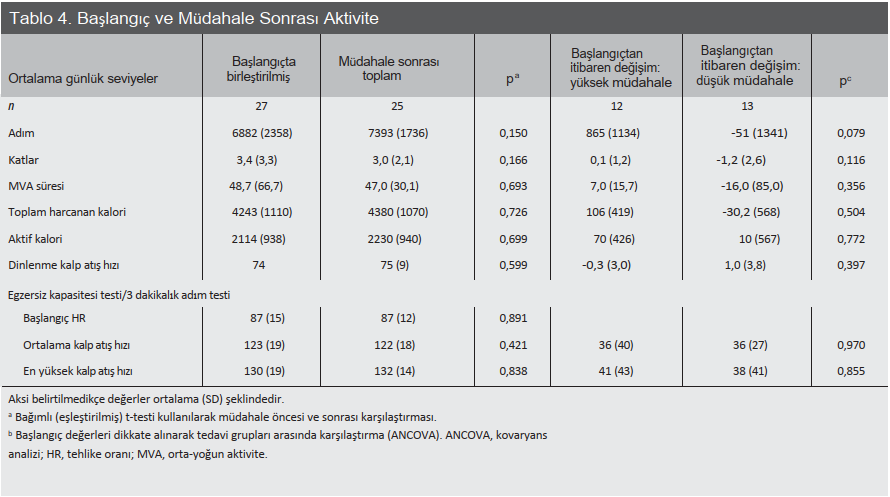 Tablo 4. Başlangıç ve Müdahale Sonrası Aktivite
Ortalama günlük seviyeler | Başlangıçta birleştirilmiş | Müdahale sonrası toplam | p a | Başlangıçtan itibaren değişim: yüksek müdahale | Başlangıçtan itibaren değişim: düşük müdahale | p c
n 27 25 12 13
Adım 6882 (2358) 7393 (1736) 0,150 865 (1134) -51 (1341) 0,079
Katlar 3,4 (3,3) 3,0 (2,1) 0,166 0,1 (1,2) -1,2 (2,6) 0,116
MVA süresi 48,7 (66,7) 47,0 (30,1) 0,693 7,0 (15,7) -16,0 (85,0) 0,356
Toplam harcanan kalori 4243 (1110) 4380 (1070) 0,726 106 (419) -30,2 (568) 0,504
Aktif kalori 2114 (938) 2230 (940) 0,699 70 (426) 10 (567) 0,772
Dinlenme kalp atış hızı 74 75 (9) 0,599 -0,3 (3,0) 1,0 (3,8) 0,397
Egzersiz kapasitesi testi/3 dakikalık adım testi
Başlangıç HR 87 (15) 87 (12) 0,891
Ortalama kalp atış hızı 123 (19) 122 (18) 0,421 36 (40) 36 (27) 0,970
En yüksek kalp atış hızı 130 (19) 132 (14) 0,838 41 (43) 38 (41) 0,855
Aksi belirtilmedikçe değerler ortalama (SD) şeklindedir.
a Bağımlı (eşleştirilmiş) t-testi kullanılarak müdahale öncesi ve sonrası karşılaştırması.
b Başlangıç değerleri dikkate alınarak tedavi grupları arasında karşılaştırma (ANCOVA). ANCOVA, kovaryans
analizi; HR, tehlike oranı; MVA, orta-yoğun aktivite.